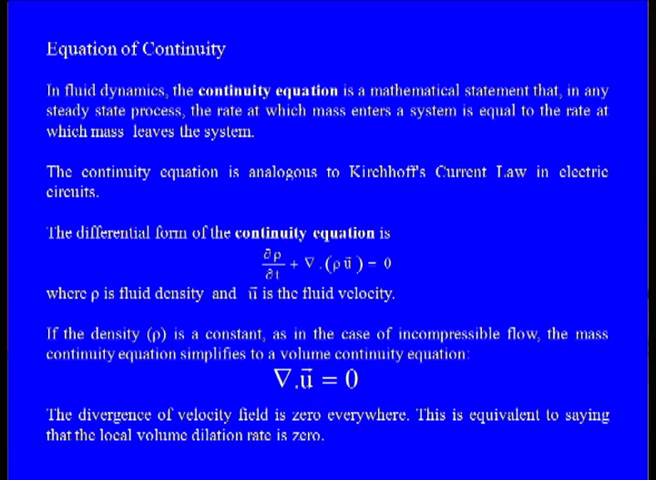 Equation of Continuity
In fluid dynamics, the continuity equation is a mathematical statement that, in any
steady state process, the rate at which mass enters a system is equal to the rate at
which mass leaves the system.
The continuity equation is analogous to Kirchhoff's Current Law in electric
circuits.
The differential form of the continuity equation is
∂ρ/∂t + ∇ . (ρ u⃗ ) = 0
where ρ is fluid density and u⃗ is the fluid velocity.
If the density (ρ) is a constant, as in the case of incompressible flow, the mass
continuity equation simplifies to a volume continuity equation:
∇.u⃗ = 0
The divergence of velocity field is zero everywhere. This is equivalent to saying
that the local volume dilation rate is zero.